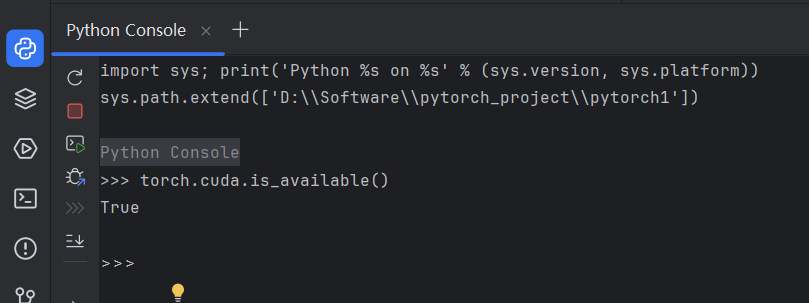 Python Console
import sys; print('Python %s on %s' % (sys.version, sys.platform))
sys.path.extend(['D:\\Software\\pytorch_project\\pytorch1'])
Python Console
>>> torch.cuda.is_available()
True
>>>